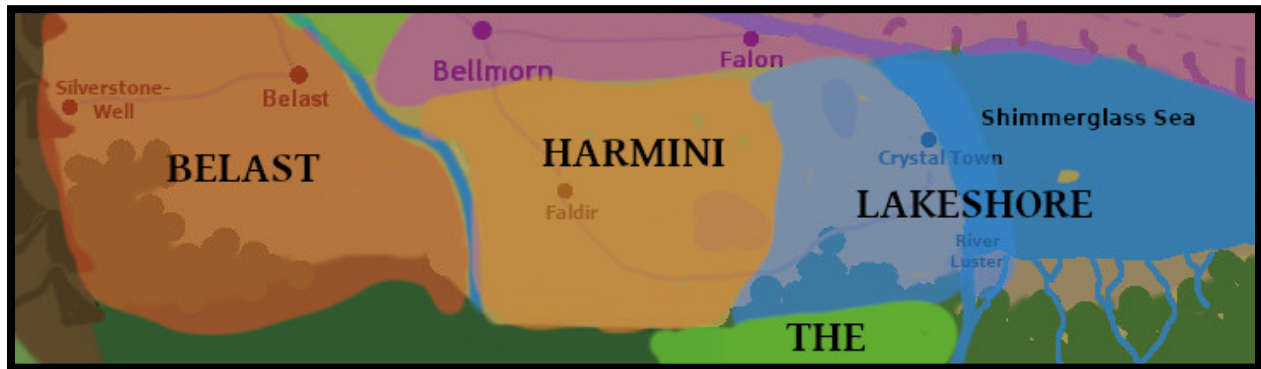 Bellmorn
Falon
Silverstone-
Well
Belast
Shimmerglass Sea
BELAST
HARMINI
Crystal Town
Faldir
LAKESHORE
River
Luster
THE